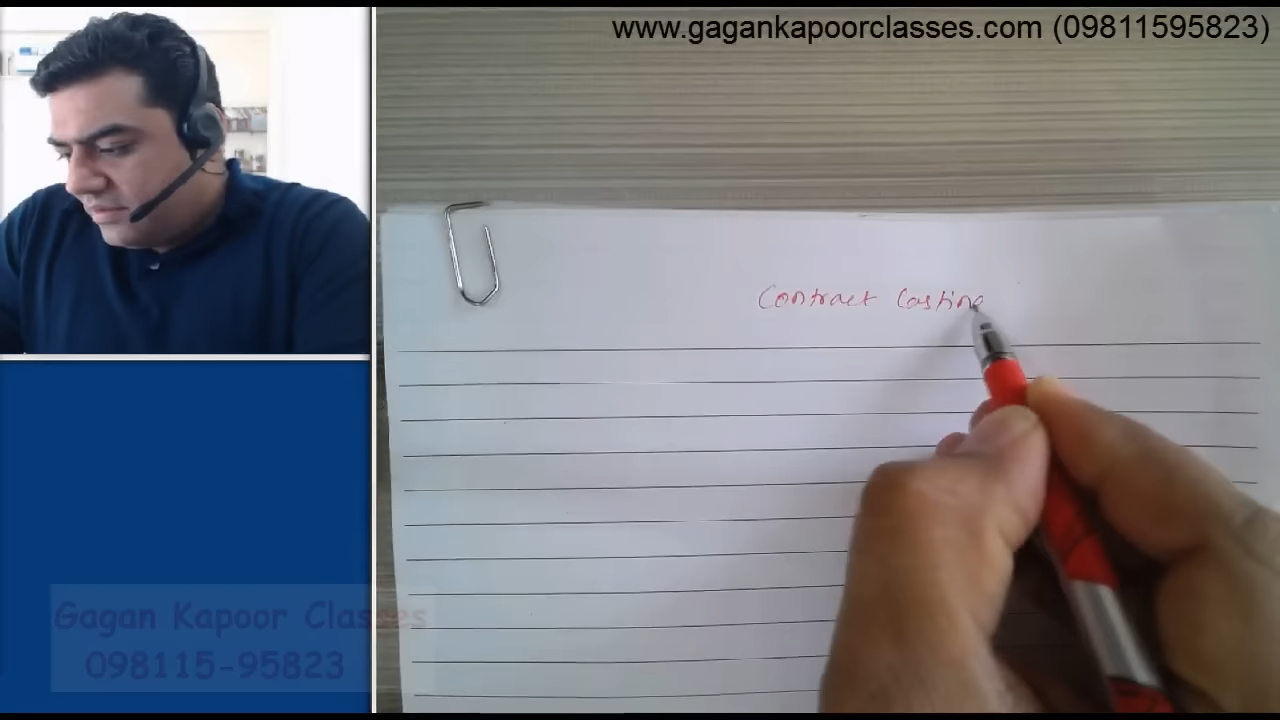 www.gagankapoorclasses.com (09811595823)
Contract Costing
Gagan Kapoor Classes
098115-95823